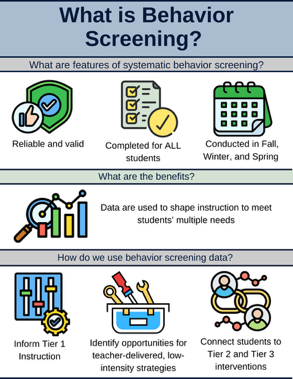 What is Behavior
Screening?
What are features of systematic behavior screening?
Reliable and valid
Completed for ALL
students
Conducted in Fall,
Winter, and Spring
What are the benefits?
Data are used to shape instruction to meet
students' multiple needs
How do we use behavior screening data?
Inform Tier 1
Instruction
Identify opportunities for
teacher-delivered, low-
intensity strategies
Connect students to
Tier 2 and Tier 3
interventions